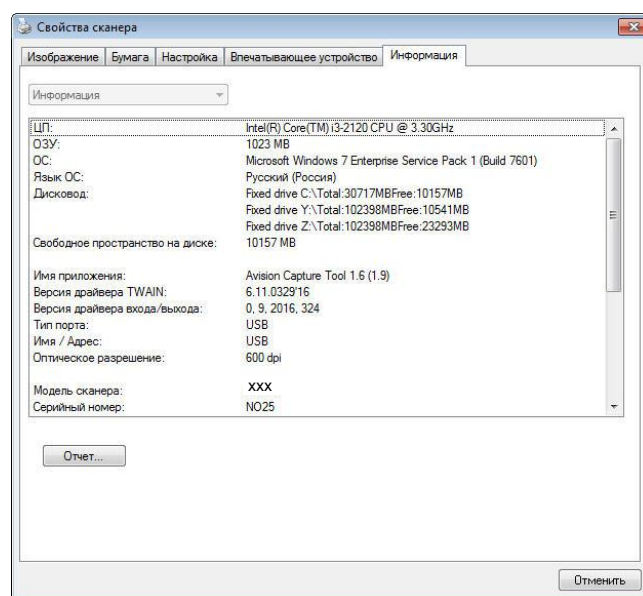 Свойства сканера
Изображение Бумага Настройка Впечатывающее устройство Информация
Информация
ЦП: Intel(R) Core(TM) i3-2120 CPU @ 3.30GHz
ОЗУ: 1023 MB
ОС: Microsoft Windows 7 Enterprise Service Pack 1 (Build 7601)
Язык ОС: Русский (Россия)
Дисковод: Fixed drive C:\Total:30717MBFree:10157MB
Fixed drive Y:\Total:102398MBFree:10541MB
Fixed drive Z:\Total:102398MBFree:23293MB
Свободное пространство на диске: 10157 MB
Имя приложения: Avision Capture Tool 1.6 (1.9)
Версия драйвера TWAIN: 6.11.0329'16
Версия драйвера входа/выхода: 0, 9, 2016, 324
Тип порта: USB
Имя / Адрес: USB
Оптическое разрешение: 600 dpi
Модель сканера: XXX
Серийный номер: NO25
Отчет...
Отменить